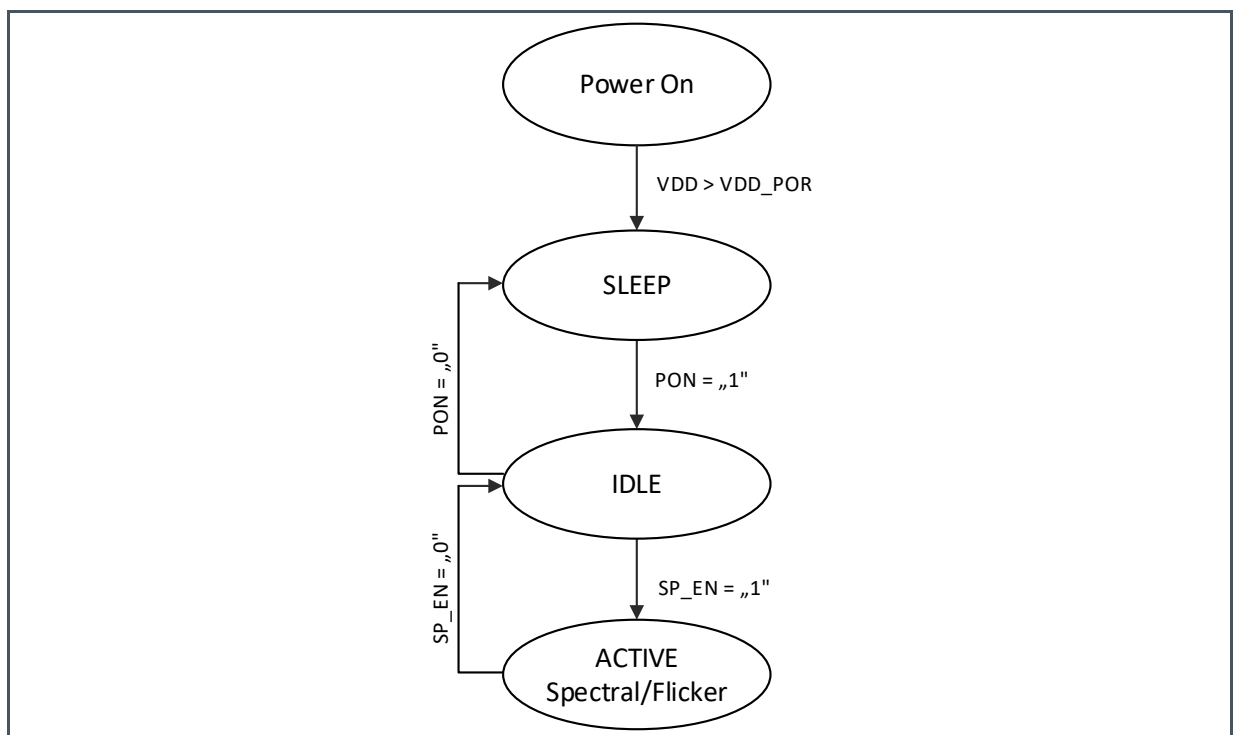 Power On
VDD > VDD_POR
SLEEP
PON = „0"
PON = „1"
IDLE
SP_EN = „0"
SP_EN = „1"
ACTIVE
Spectral/Flicker